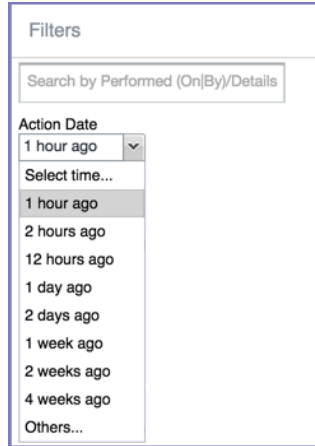 Filters
Search by Performed (On|By)/Details
Action Date
1 hour ago
Select time...
1 hour ago
2 hours ago
12 hours ago
1 day ago
2 days ago
1 week ago
2 weeks ago
4 weeks ago
Others...